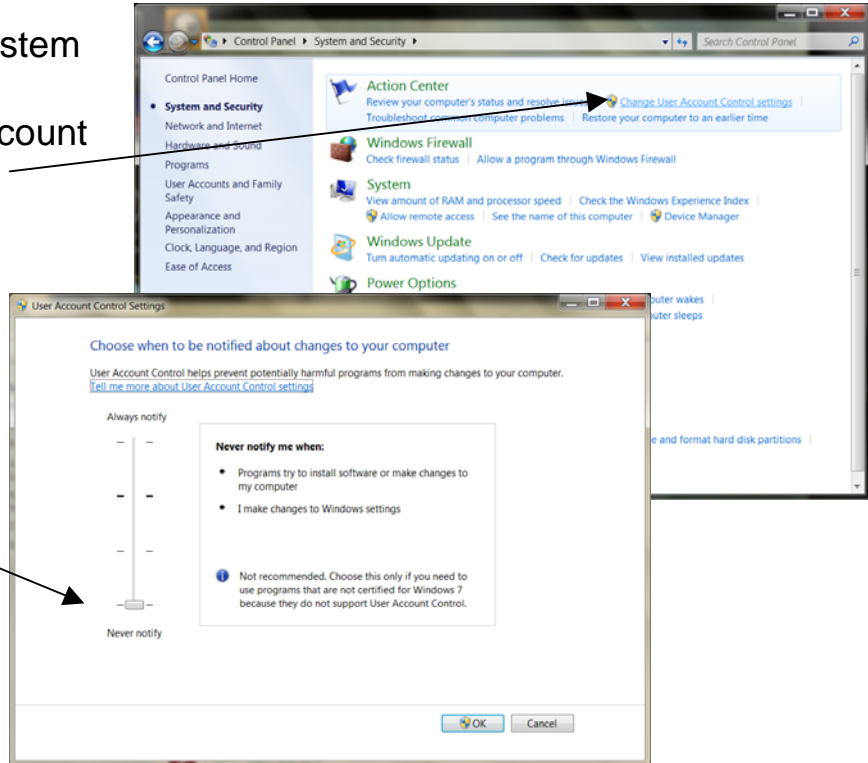 stem
count
Control Panel ▸ System and Security ▸
Search Control Panel
Control Panel Home
• System and Security
Network and Internet
Hardware and Sound
Programs
User Accounts and Family
Safety
Appearance and
Personalization
Clock, Language, and Region
Ease of Access
Action Center
Review your computer's status and resolve issues Change User Account Control settings
Troubleshoot common computer problems Restore your computer to an earlier time
Windows Firewall
Check firewall status Allow a program through Windows Firewall
System
View amount of RAM and processor speed Check the Windows Experience Index
Allow remote access See the name of this computer Device Manager
Windows Update
Turn automatic updating on or off Check for updates View installed updates
Power Options
puter wakes
puter sleeps
e and format hard disk partitions
User Account Control Settings
Choose when to be notified about changes to your computer
User Account Control helps prevent potentially harmful programs from making changes to your computer.
Tell me more about User Account Control settings
Always notify
Never notify me when:
• Programs try to install software or make changes to
my computer
• I make changes to Windows settings
Not recommended. Choose this only if you need to
use programs that are not certified for Windows 7
because they do not support User Account Control.
Never notify
OK Cancel